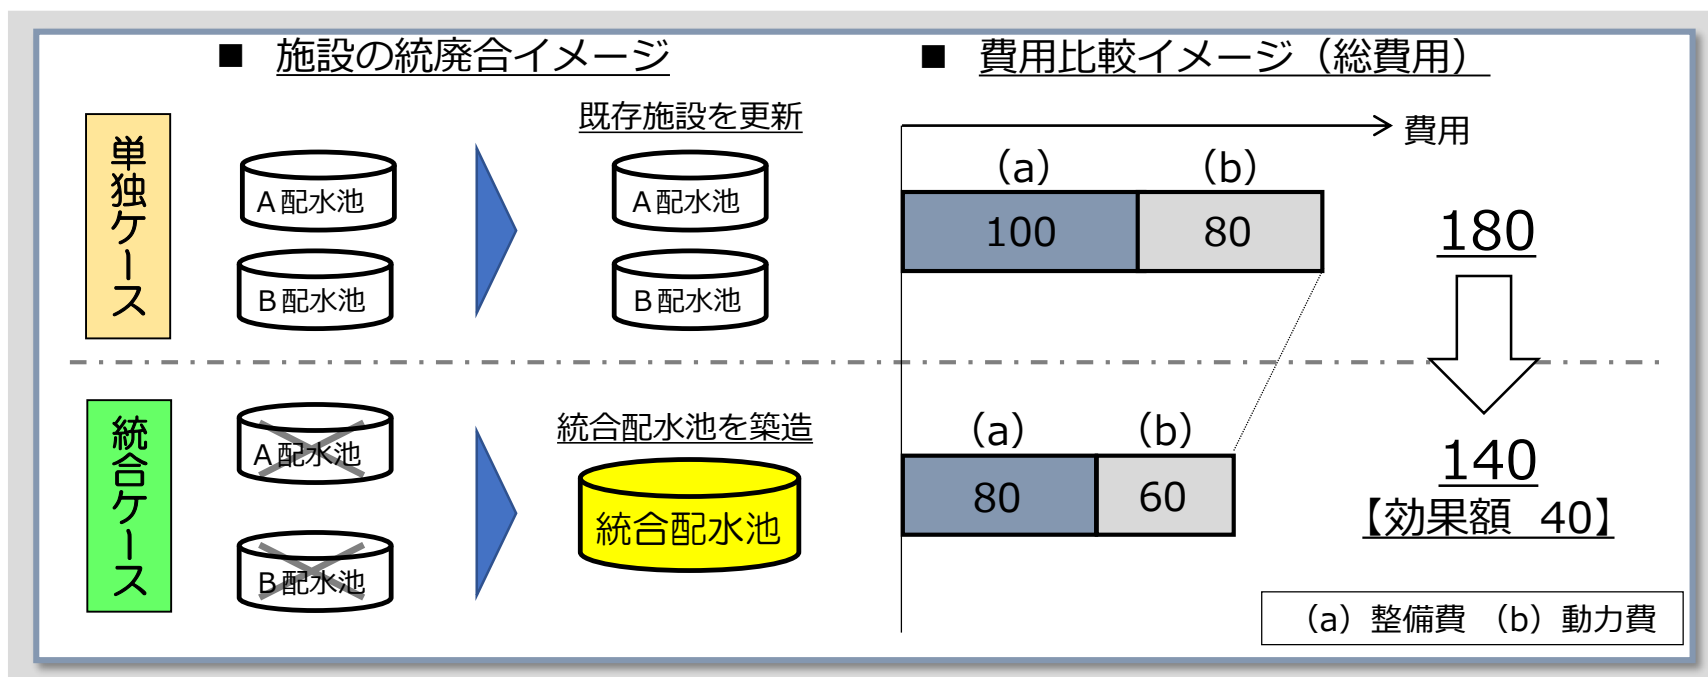 ■ 施設の統廃合イメージ
■ 費用比較イメージ（総費用）
単独ケース
既存施設を更新
A配水池
B配水池
A配水池
B配水池
費用
（a）
（b）
100
80
180
統合ケース
A配水池
B配水池
統合配水池を築造
統合配水池
（a）
（b）
80
60
140
【効果額 40】
（a）整備費 （b）動力費